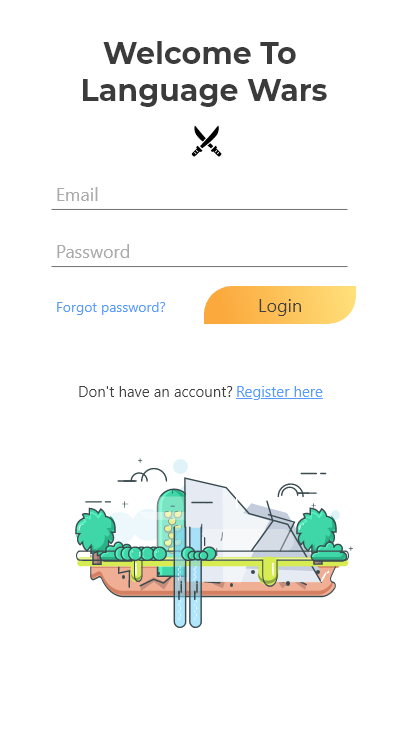 Welcome To
Language Wars
Email
Password
Forgot password?
Login
Don't have an account? Register here